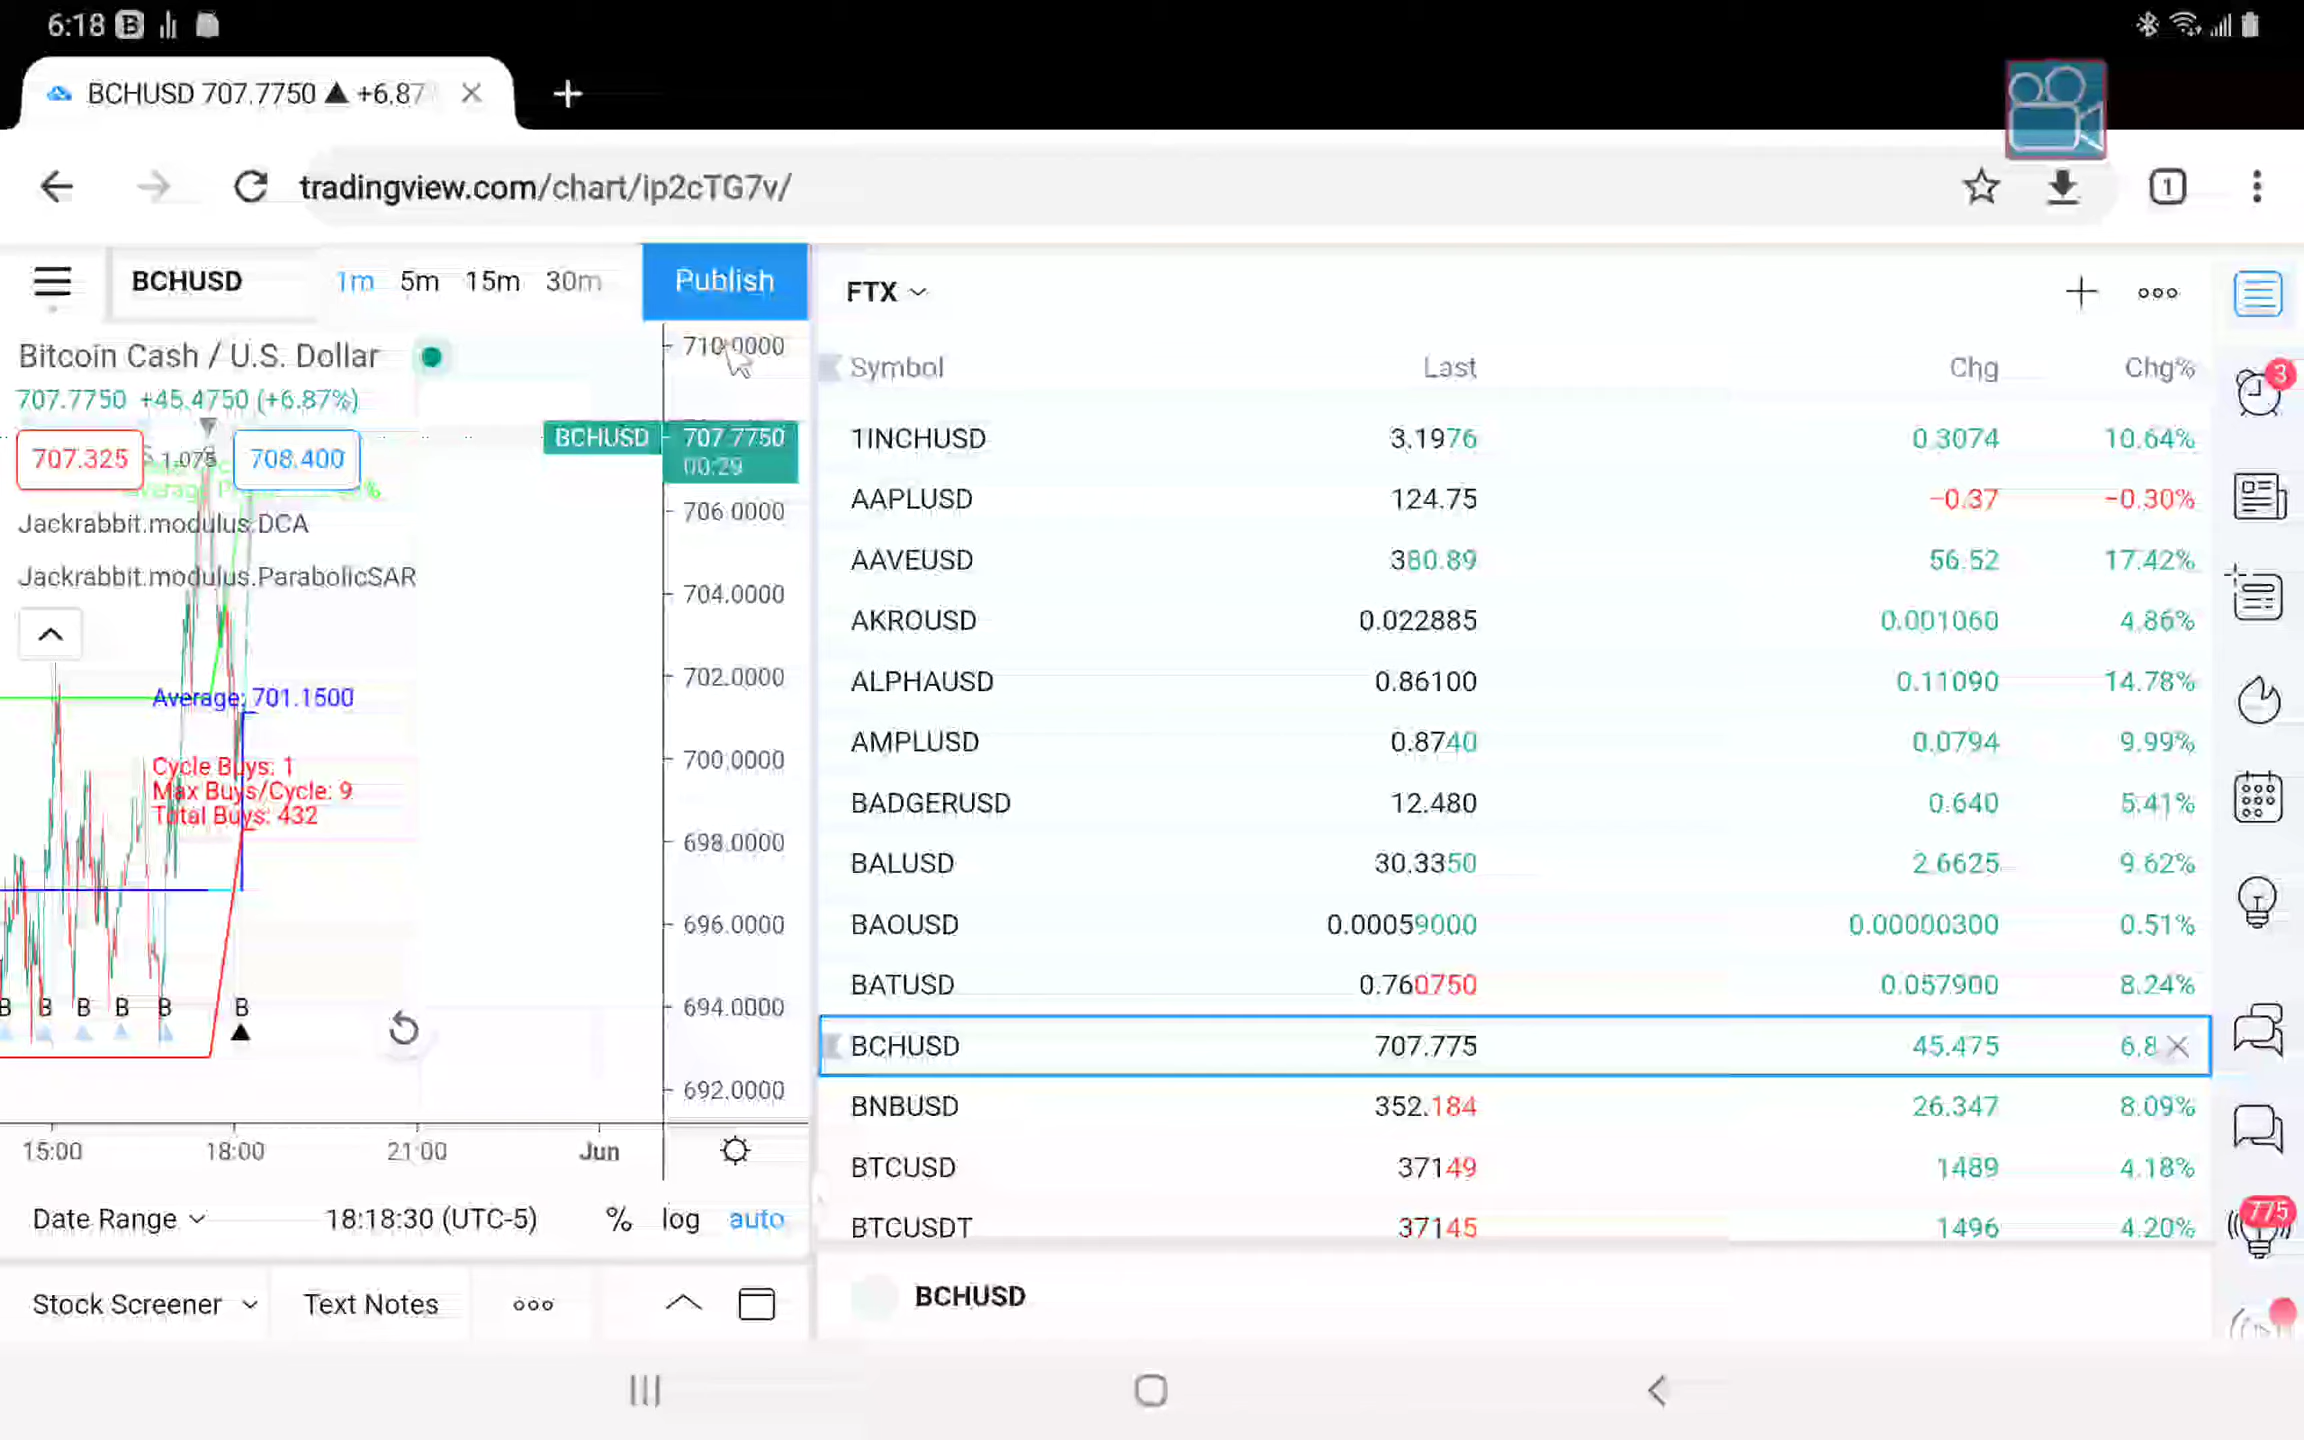 6:18
BCHUSD 707.7750 ▲ +6.87
tradingview.com/chart/ip2cTG7v/
1
BCHUSD 1m 5m 15m 30m Publish
Bitcoin Cash / U.S. Dollar
707.7750 +45.4750 (+6.87%)
707.325 1.075 708.400
Jackrabbit.modulus.DCA
Jackrabbit.modulus.ParabolicSAR
Average: 701.1500
Cycle Buys: 1
Max Buys/Cycle: 9
Total Buys: 432
B B B B B B
710.0000
BCHUSD 707.7750
00:29
706.0000
704.0000
702.0000
700.0000
698.0000
696.0000
694.0000
692.0000
15:00 18:00 21:00 Jun
Date Range 18:18:30 (UTC-5) % log auto
Stock Screener Text Notes
FTX
Symbol Last Chg Chg%
1INCHUSD 3.1976 0.3074 10.64%
AAPLUSD 124.75 −0.37 −0.30%
AAVEUSD 380.89 56.52 17.42%
AKROUSD 0.022885 0.001060 4.86%
ALPHAUSD 0.86100 0.11090 14.78%
AMPLUSD 0.8740 0.0794 9.99%
BADGERUSD 12.480 0.640 5.41%
BALUSD 30.3350 2.6625 9.62%
BAOUSD 0.00059000 0.00000300 0.51%
BATUSD 0.760750 0.057900 8.24%
BCHUSD 707.775 45.475 6.8
BNBUSD 352.184 26.347 8.09%
BTCUSD 37149 1489 4.18%
BTCUSDT 37145 1496 4.20%
BCHUSD
3
775